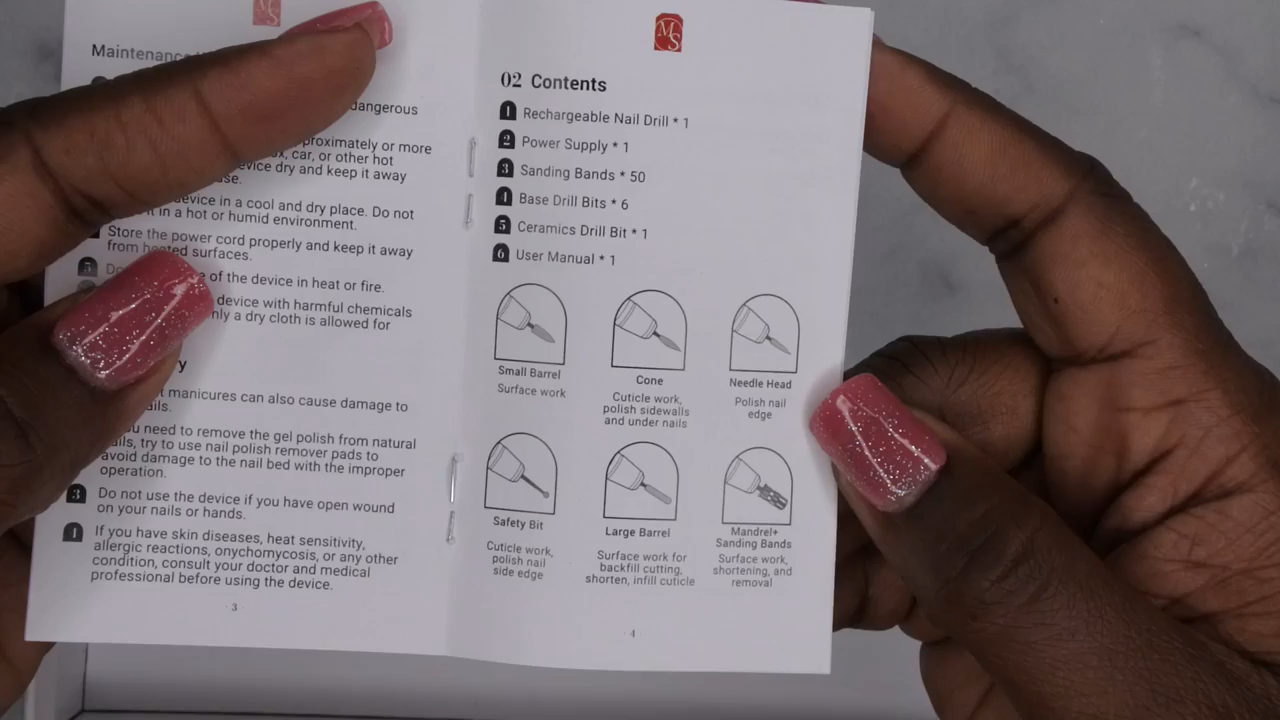 MS
Maintenance
dangerous
proximately or more
car, or other hot
device dry and keep it away
use.
device in a cool and dry place. Do not
it in a hot or humid environment.
Store the power cord properly and keep it away
from heated surfaces.
5 of the device in heat or fire.
device with harmful chemicals
only a dry cloth is allowed for
manicures can also cause damage to
nails.
you need to remove the gel polish from natural
nails, try to use nail polish remover pads to
avoid damage to the nail bed with the improper
operation.
3 Do not use the device if you have open wound
on your nails or hands.
4 If you have skin diseases, heat sensitivity,
allergic reactions, onychomycosis, or any other
condition, consult your doctor and medical
professional before using the device.
3
MS
02 Contents
1 Rechargeable Nail Drill * 1
2 Power Supply * 1
3 Sanding Bands * 50
4 Base Drill Bits * 6
5 Ceramics Drill Bit * 1
6 User Manual * 1
Small Barrel
Surface work
Cone
Cuticle work,
polish sidewalls
and under nails
Needle Head
Polish nail
edge
Safety Bit
Cuticle work,
polish nail
side edge
Large Barrel
Surface work for
backfill cutting,
shorten, infill cuticle
Mandrel+
Sanding Bands
Surface work,
shortening, and
removal
4